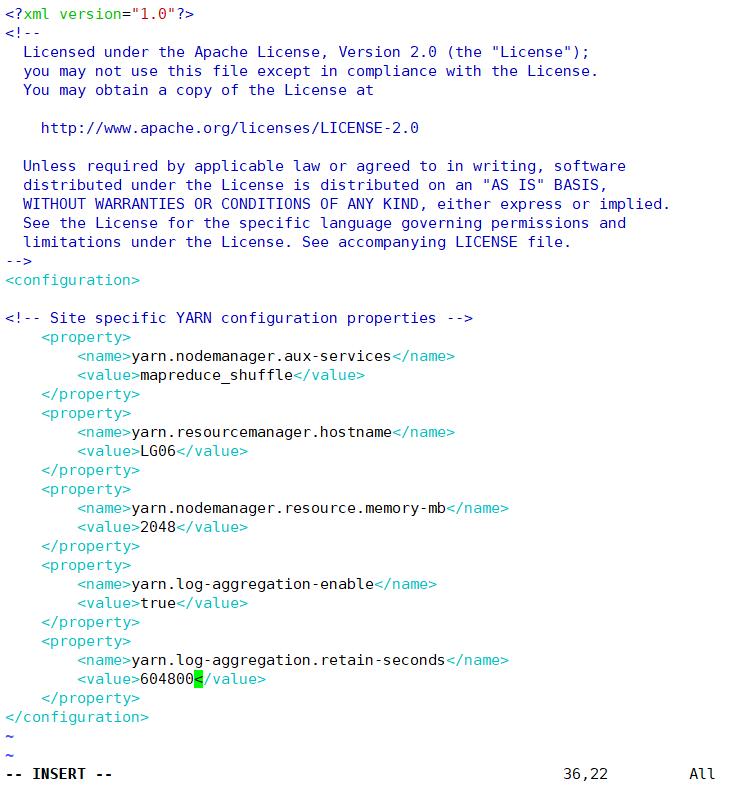 <?xml version="1.0"?>
<!--
  Licensed under the Apache License, Version 2.0 (the "License");
  you may not use this file except in compliance with the License.
  You may obtain a copy of the License at

    http://www.apache.org/licenses/LICENSE-2.0

  Unless required by applicable law or agreed to in writing, software
  distributed under the License is distributed on an "AS IS" BASIS,
  WITHOUT WARRANTIES OR CONDITIONS OF ANY KIND, either express or implied.
  See the License for the specific language governing permissions and
  limitations under the License. See accompanying LICENSE file.
-->
<configuration>

<!-- Site specific YARN configuration properties -->
    <property>
        <name>yarn.nodemanager.aux-services</name>
        <value>mapreduce_shuffle</value>
    </property>
    <property>
        <name>yarn.resourcemanager.hostname</name>
        <value>LG06</value>
    </property>
    <property>
        <name>yarn.nodemanager.resource.memory-mb</name>
        <value>2048</value>
    </property>
    <property>
        <name>yarn.log-aggregation-enable</name>
        <value>true</value>
    </property>
    <property>
        <name>yarn.log-aggregation.retain-seconds</name>
        <value>604800</value>
    </property>
</configuration>
~
~
-- INSERT --                                                  36,22         All